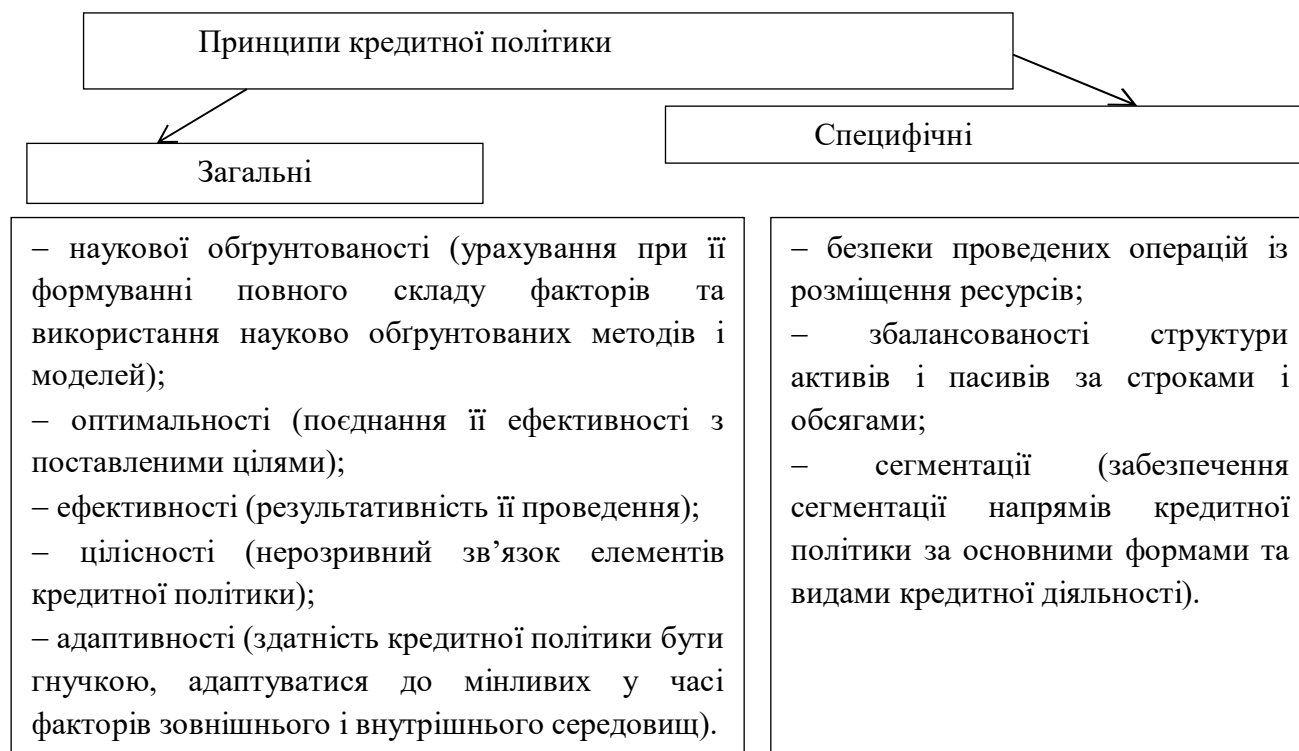 Принципи кредитної політики
Специфічні
Загальні
– наукової обґрунтованості (урахування при її
формуванні повного складу факторів та
використання науково обґрунтованих методів і
моделей);
– оптимальності (поєднання її ефективності з
поставленими цілями);
– ефективності (результативність її проведення);
– цілісності (нерозривний зв’язок елементів
кредитної політики);
– адаптивності (здатність кредитної політики бути
гнучкою, адаптуватися до мінливих у часі
факторів зовнішнього і внутрішнього середовищ).
– безпеки проведених операцій із
розміщення ресурсів;
– збалансованості структури
активів і пасивів за строками і
обсягами;
– сегментації (забезпечення
сегментації напрямів кредитної
політики за основними формами та
видами кредитної діяльності).